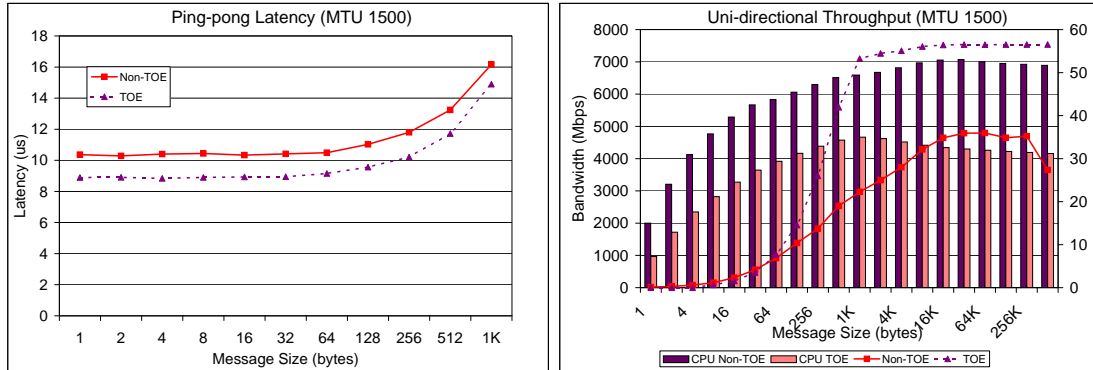 Ping-pong Latency (MTU 1500)
18
16
14
12
10
8
6
4
2
0
Latency (us)
Non-TOE
TOE
1 2 4 8 16 32 64 128 256 512 1K
Message Size (bytes)
Uni-directional Throughput (MTU 1500)
8000
7000
6000
5000
4000
3000
2000
1000
0
Bandwidth (Mbps)
60
50
40
30
20
10
0
1 4 16 64 256 1K 4K 16K 64K 256K
Message Size (bytes)
CPU Non-TOE CPU TOE Non-TOE TOE